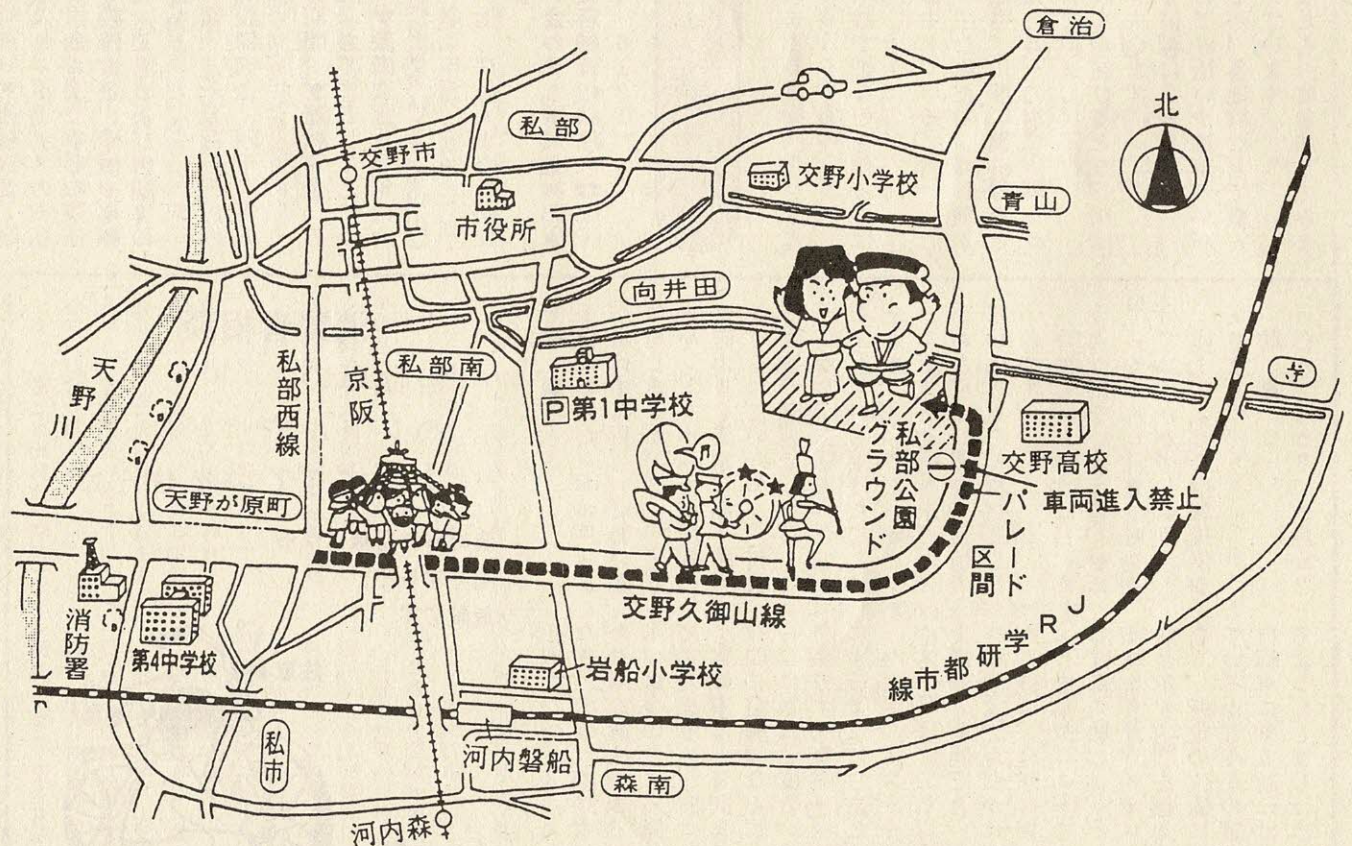 倉治
北
私部
交野市
市役所
交野小学校
青山
向井田
天野川
私部西線
京阪
私部南
P第1中学校
寺
私部公園
グラウンド
交野高校
車両進入禁止
パレード
区間
天野が原町
消防署
第4中学校
交野久御山線
岩船小学校
JR学研都市線
私市
河内磐船
森南
河内森